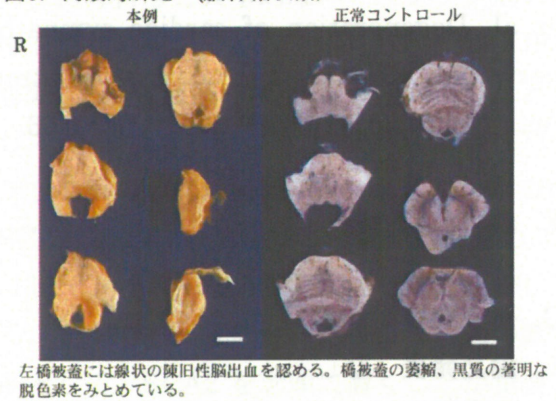 本例 正常コントロール
R
左橋被蓋には線状の陳旧性脳出血を認める。橋被蓋の萎縮、黒質の著明な
脱色素をみとめている。